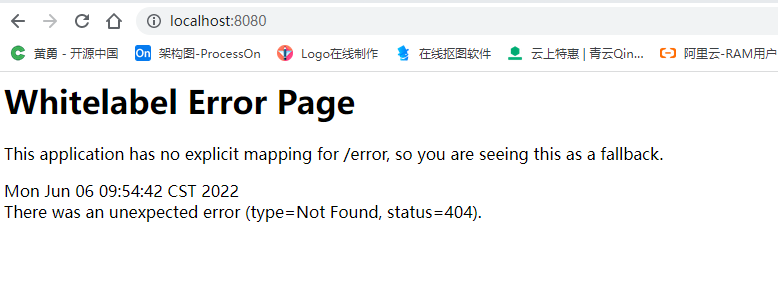 localhost:8080
黄勇 - 开源中国 On 架构图-ProcessOn Logo在线制作 在线抠图软件 云上特惠 | 青云Qin... 阿里云-RAM用户
Whitelabel Error Page
This application has no explicit mapping for /error, so you are seeing this as a fallback.
Mon Jun 06 09:54:42 CST 2022
There was an unexpected error (type=Not Found, status=404).